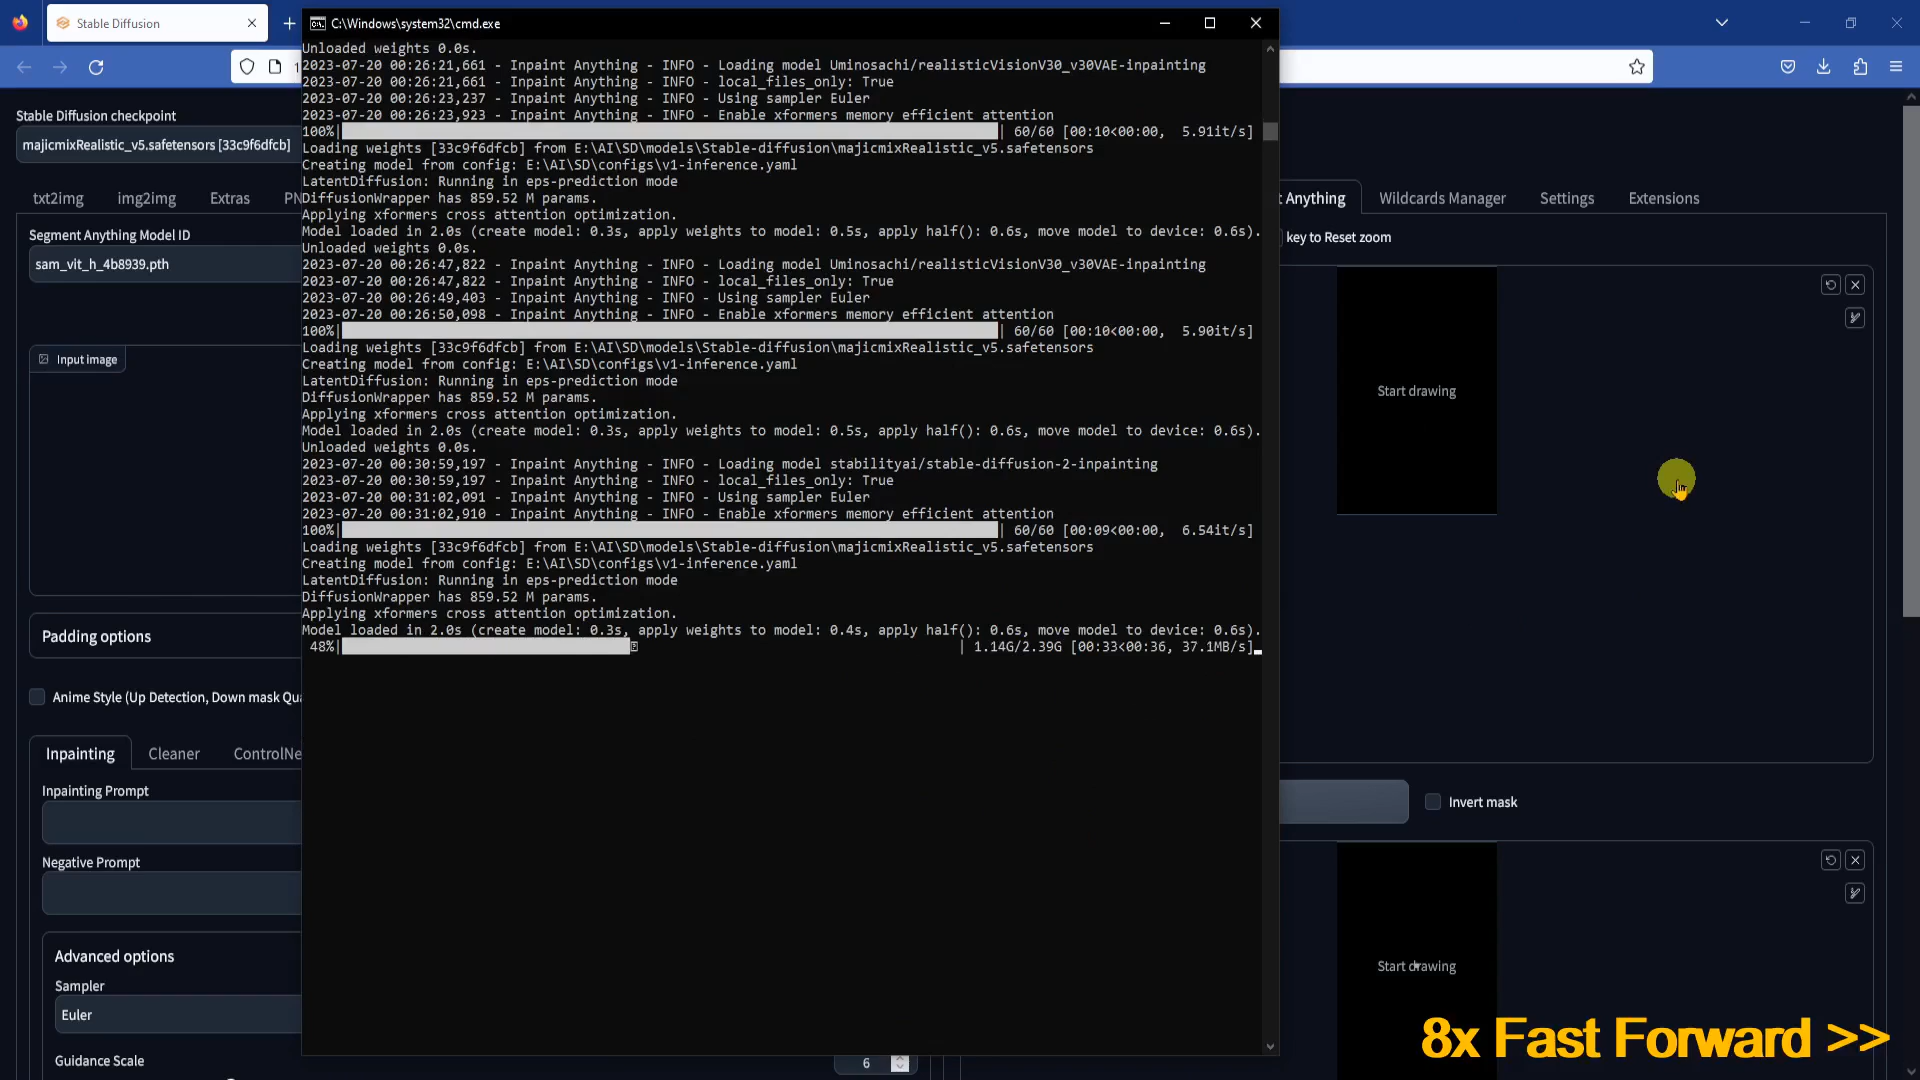 Stable Diffusion
C:\Windows\system32\cmd.exe
Stable Diffusion checkpoint
majicmixRealistic_v5.safetensors [33c9f6dfcb]
txt2img
img2img
Extras
t Anything
Wildcards Manager
Settings
Extensions
Segment Anything Model ID
sam_vit_h_4b8939.pth
key to Reset zoom
Input image
Padding options
Anime Style (Up Detection, Down mask Qua
Inpainting
Cleaner
ControlNe
Inpainting Prompt
Negative Prompt
Advanced options
Sampler
Euler
Guidance Scale
6
Unloaded weights 0.0s.
2023-07-20 00:26:21,661 - Inpaint Anything - INFO - Loading model Uminosachi/realisticVisionV30_v30VAE-inpainting
2023-07-20 00:26:21,661 - Inpaint Anything - INFO - local_files_only: True
2023-07-20 00:26:23,237 - Inpaint Anything - INFO - Using sampler Euler
2023-07-20 00:26:23,923 - Inpaint Anything - INFO - Enable xformers memory efficient attention
100%| | 60/60 [00:10<00:00, 5.91it/s]
Loading weights [33c9f6dfcb] from E:\AI\SD\models\Stable-diffusion\majicmixRealistic_v5.safetensors
Creating model from config: E:\AI\SD\configs\v1-inference.yaml
LatentDiffusion: Running in eps-prediction mode
DiffusionWrapper has 859.52 M params.
Applying xformers cross attention optimization.
Model loaded in 2.0s (create model: 0.3s, apply weights to model: 0.5s, apply half(): 0.6s, move model to device: 0.6s).
Unloaded weights 0.0s.
2023-07-20 00:26:47,822 - Inpaint Anything - INFO - Loading model Uminosachi/realisticVisionV30_v30VAE-inpainting
2023-07-20 00:26:47,822 - Inpaint Anything - INFO - local_files_only: True
2023-07-20 00:26:49,403 - Inpaint Anything - INFO - Using sampler Euler
2023-07-20 00:26:50,098 - Inpaint Anything - INFO - Enable xformers memory efficient attention
100%| | 60/60 [00:10<00:00, 5.90it/s]
Loading weights [33c9f6dfcb] from E:\AI\SD\models\Stable-diffusion\majicmixRealistic_v5.safetensors
Creating model from config: E:\AI\SD\configs\v1-inference.yaml
LatentDiffusion: Running in eps-prediction mode
DiffusionWrapper has 859.52 M params.
Applying xformers cross attention optimization.
Model loaded in 2.0s (create model: 0.3s, apply weights to model: 0.5s, apply half(): 0.6s, move model to device: 0.6s).
Unloaded weights 0.0s.
2023-07-20 00:30:59,197 - Inpaint Anything - INFO - Loading model stabilityai/stable-diffusion-2-inpainting
2023-07-20 00:30:59,197 - Inpaint Anything - INFO - local_files_only: True
2023-07-20 00:31:02,091 - Inpaint Anything - INFO - Using sampler Euler
2023-07-20 00:31:02,910 - Inpaint Anything - INFO - Enable xformers memory efficient attention
100%| | 60/60 [00:09<00:00, 6.54it/s]
Loading weights [33c9f6dfcb] from E:\AI\SD\models\Stable-diffusion\majicmixRealistic_v5.safetensors
Creating model from config: E:\AI\SD\configs\v1-inference.yaml
LatentDiffusion: Running in eps-prediction mode
DiffusionWrapper has 859.52 M params.
Applying xformers cross attention optimization.
Model loaded in 2.0s (create model: 0.3s, apply weights to model: 0.4s, apply half(): 0.6s, move model to device: 0.6s).
48%| | 1.14G/2.39G [00:33<00:36, 37.1MB/s]
Start drawing
Invert mask
Start drawing
8x Fast Forward >>